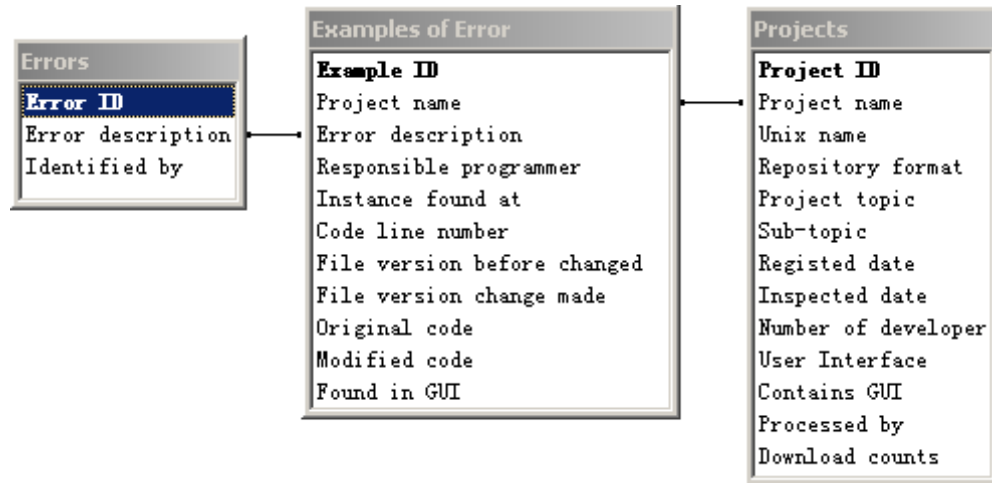 Errors
Error ID
Error description
Identified by
Examples of Error
Example ID
Project name
Error description
Responsible programmer
Instance found at
Code line number
File version before changed
File version change made
Original code
Modified code
Found in GUI
Projects
Project ID
Project name
Unix name
Repository format
Project topic
Sub-topic
Registed date
Inspected date
Number of developer
User Interface
Contains GUI
Processed by
Download counts